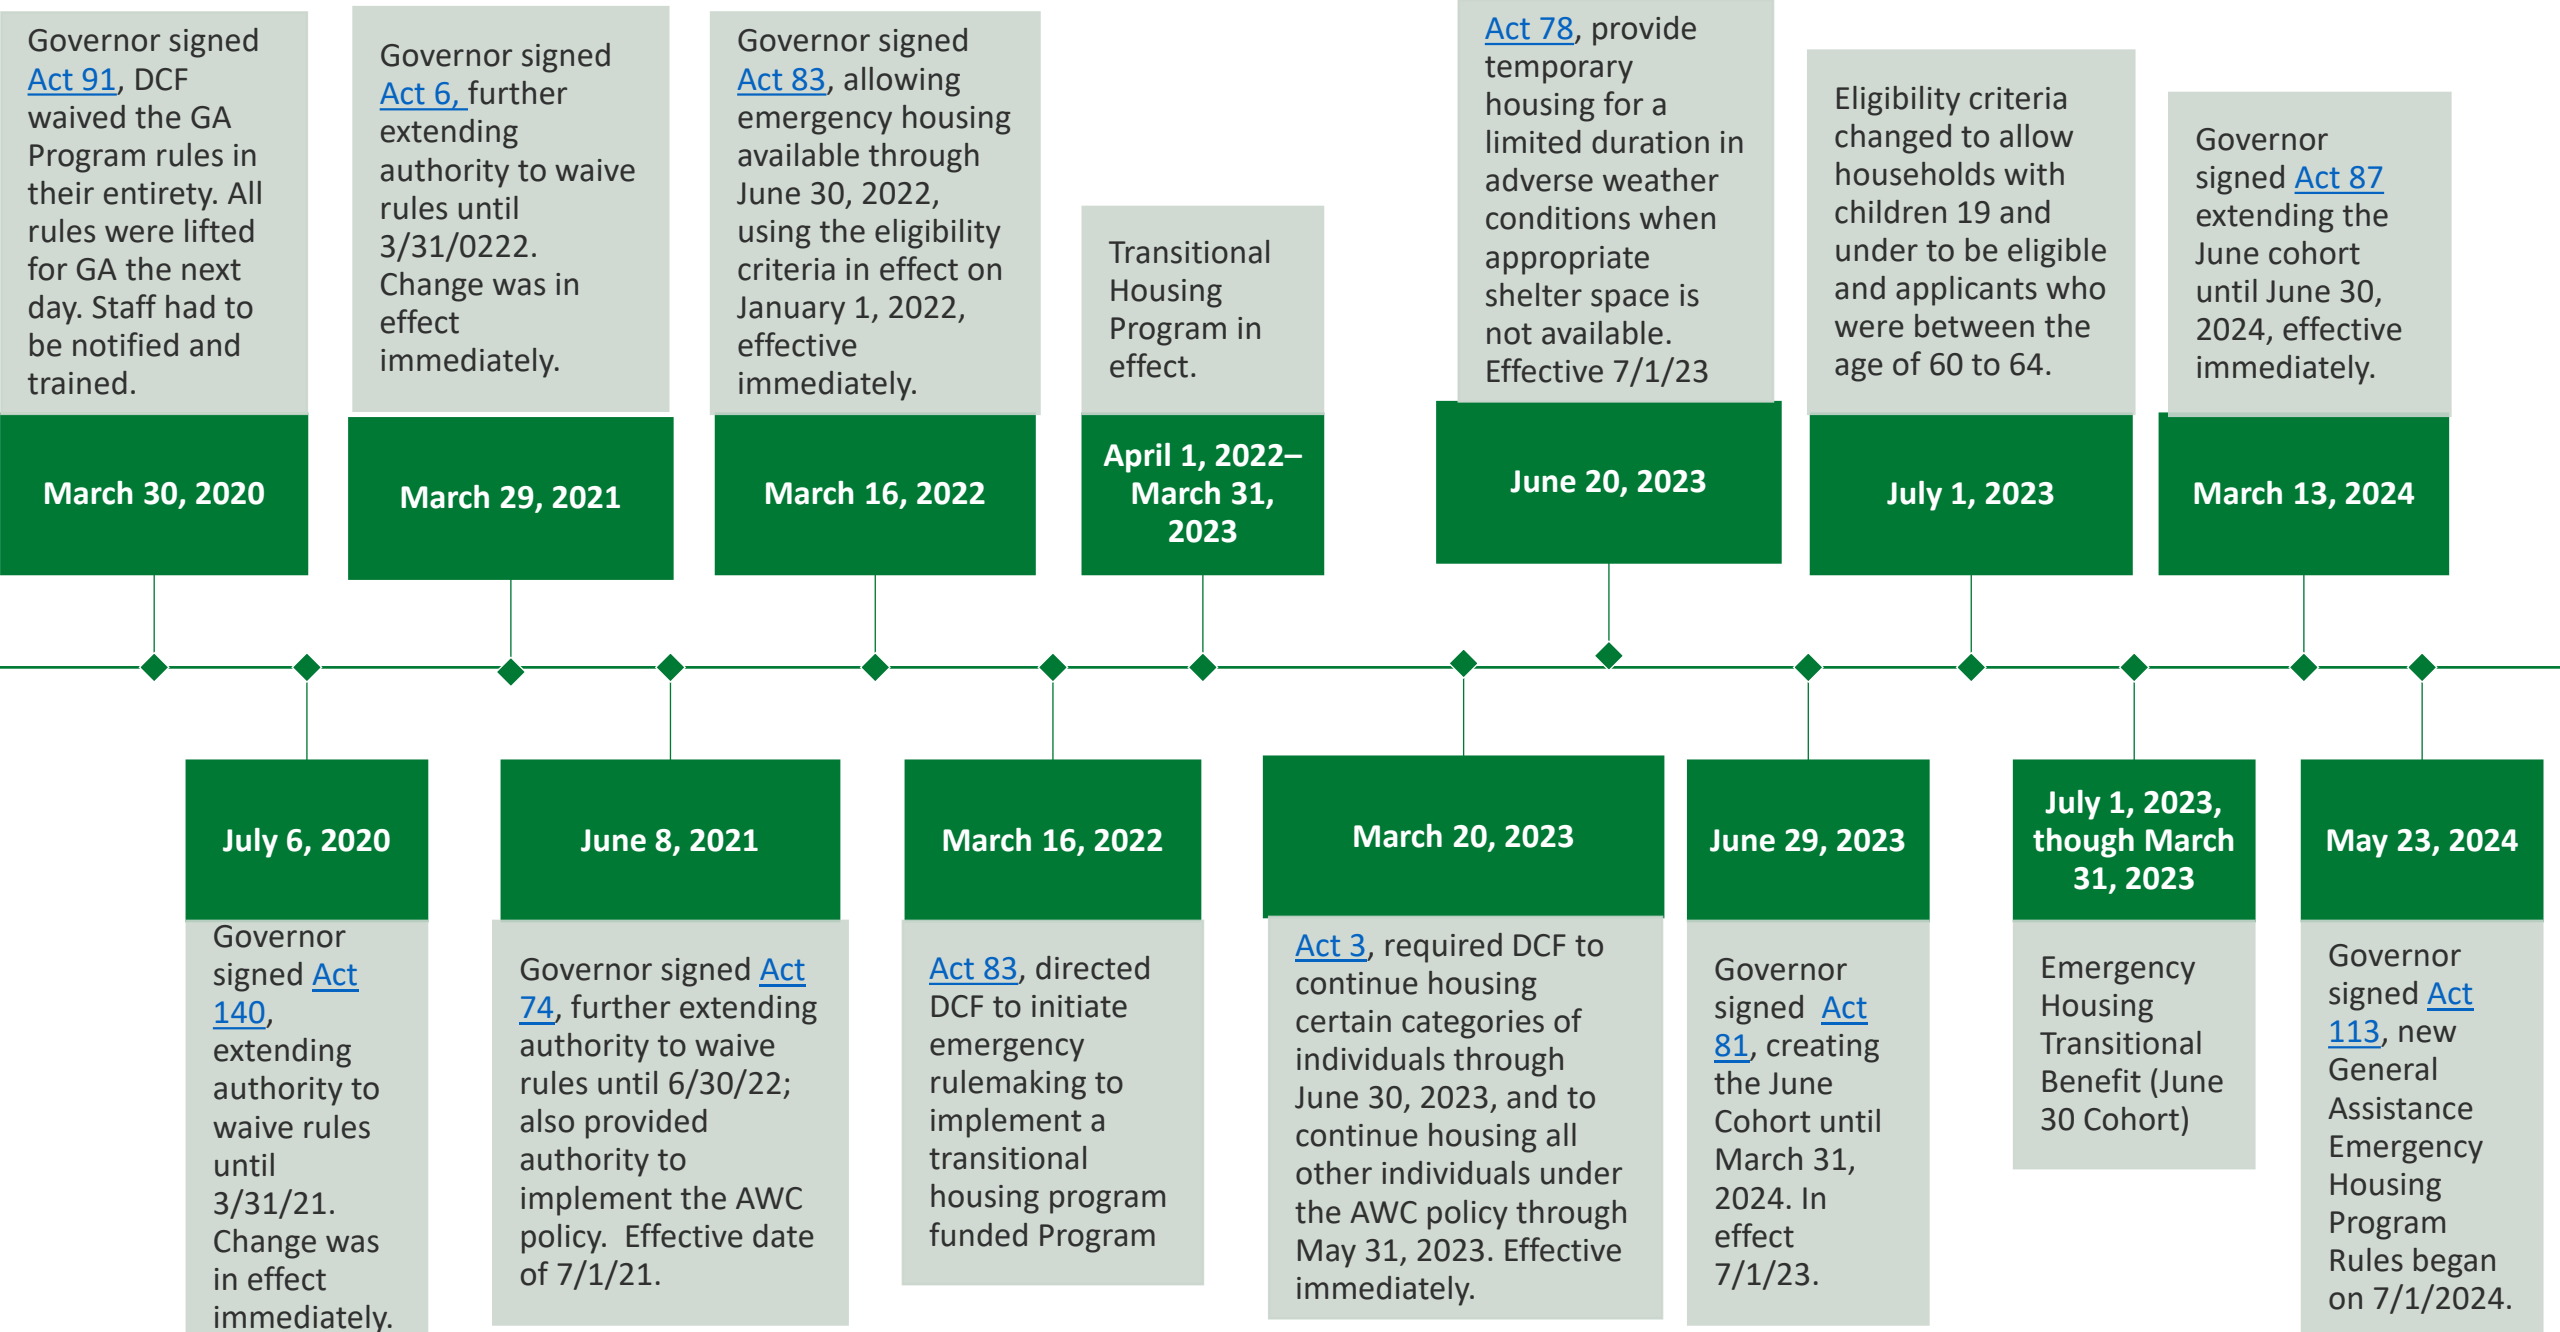 Governor signed
Act 91, DCF
waived the GA
Program rules in
their entirety. All
rules were lifted
for GA the next
day. Staff had to
be notified and
trained.
March 30, 2020
Governor signed
Act 6, further
extending
authority to waive
rules until
3/31/0222.
Change was in
effect
immediately.
March 29, 2021
Governor signed
Act 83, allowing
emergency housing
available through
June 30, 2022,
using the eligibility
criteria in effect on
January 1, 2022,
effective
immediately.
March 16, 2022
Transitional
Housing
Program in
effect.
April 1, 2022–
March 31,
2023
Act 78, provide
temporary
housing for a
limited duration in
adverse weather
conditions when
appropriate
shelter space is
not available.
Effective 7/1/23
June 20, 2023
Eligibility criteria
changed to allow
households with
children 19 and
under to be eligible
and applicants who
were between the
age of 60 to 64.
July 1, 2023
Governor
signed Act 87
extending the
June cohort
until June 30,
2024, effective
immediately.
March 13, 2024
July 6, 2020
Governor
signed Act
140,
extending
authority to
waive rules
until
3/31/21.
Change was
in effect
immediately.
June 8, 2021
Governor signed Act
74, further extending
authority to waive
rules until 6/30/22;
also provided
authority to
implement the AWC
policy. Effective date
of 7/1/21.
March 16, 2022
Act 83, directed
DCF to initiate
emergency
rulemaking to
implement a
transitional
housing program
funded Program
March 20, 2023
Act 3, required DCF to
continue housing
certain categories of
individuals through
June 30, 2023, and to
continue housing all
other individuals under
the AWC policy through
May 31, 2023. Effective
immediately.
June 29, 2023
Governor
signed Act
81, creating
the June
Cohort until
March 31,
2024. In
effect
7/1/23.
July 1, 2023,
though March
31, 2023
Emergency
Housing
Transitional
Benefit (June
30 Cohort)
May 23, 2024
Governor
signed Act
113, new
General
Assistance
Emergency
Housing
Program
Rules began
on 7/1/2024.